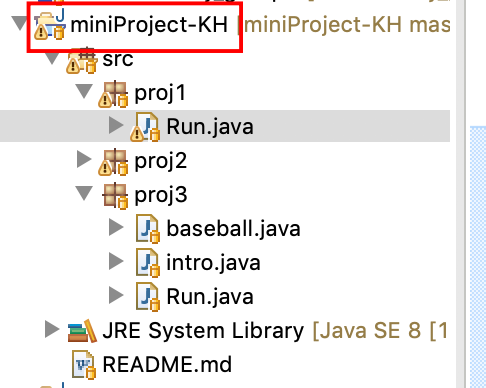 miniProject-KH [miniProject-KH mas
src
proj1
Run.java
proj2
proj3
baseball.java
intro.java
Run.java
JRE System Library [Java SE 8 [1
README.md